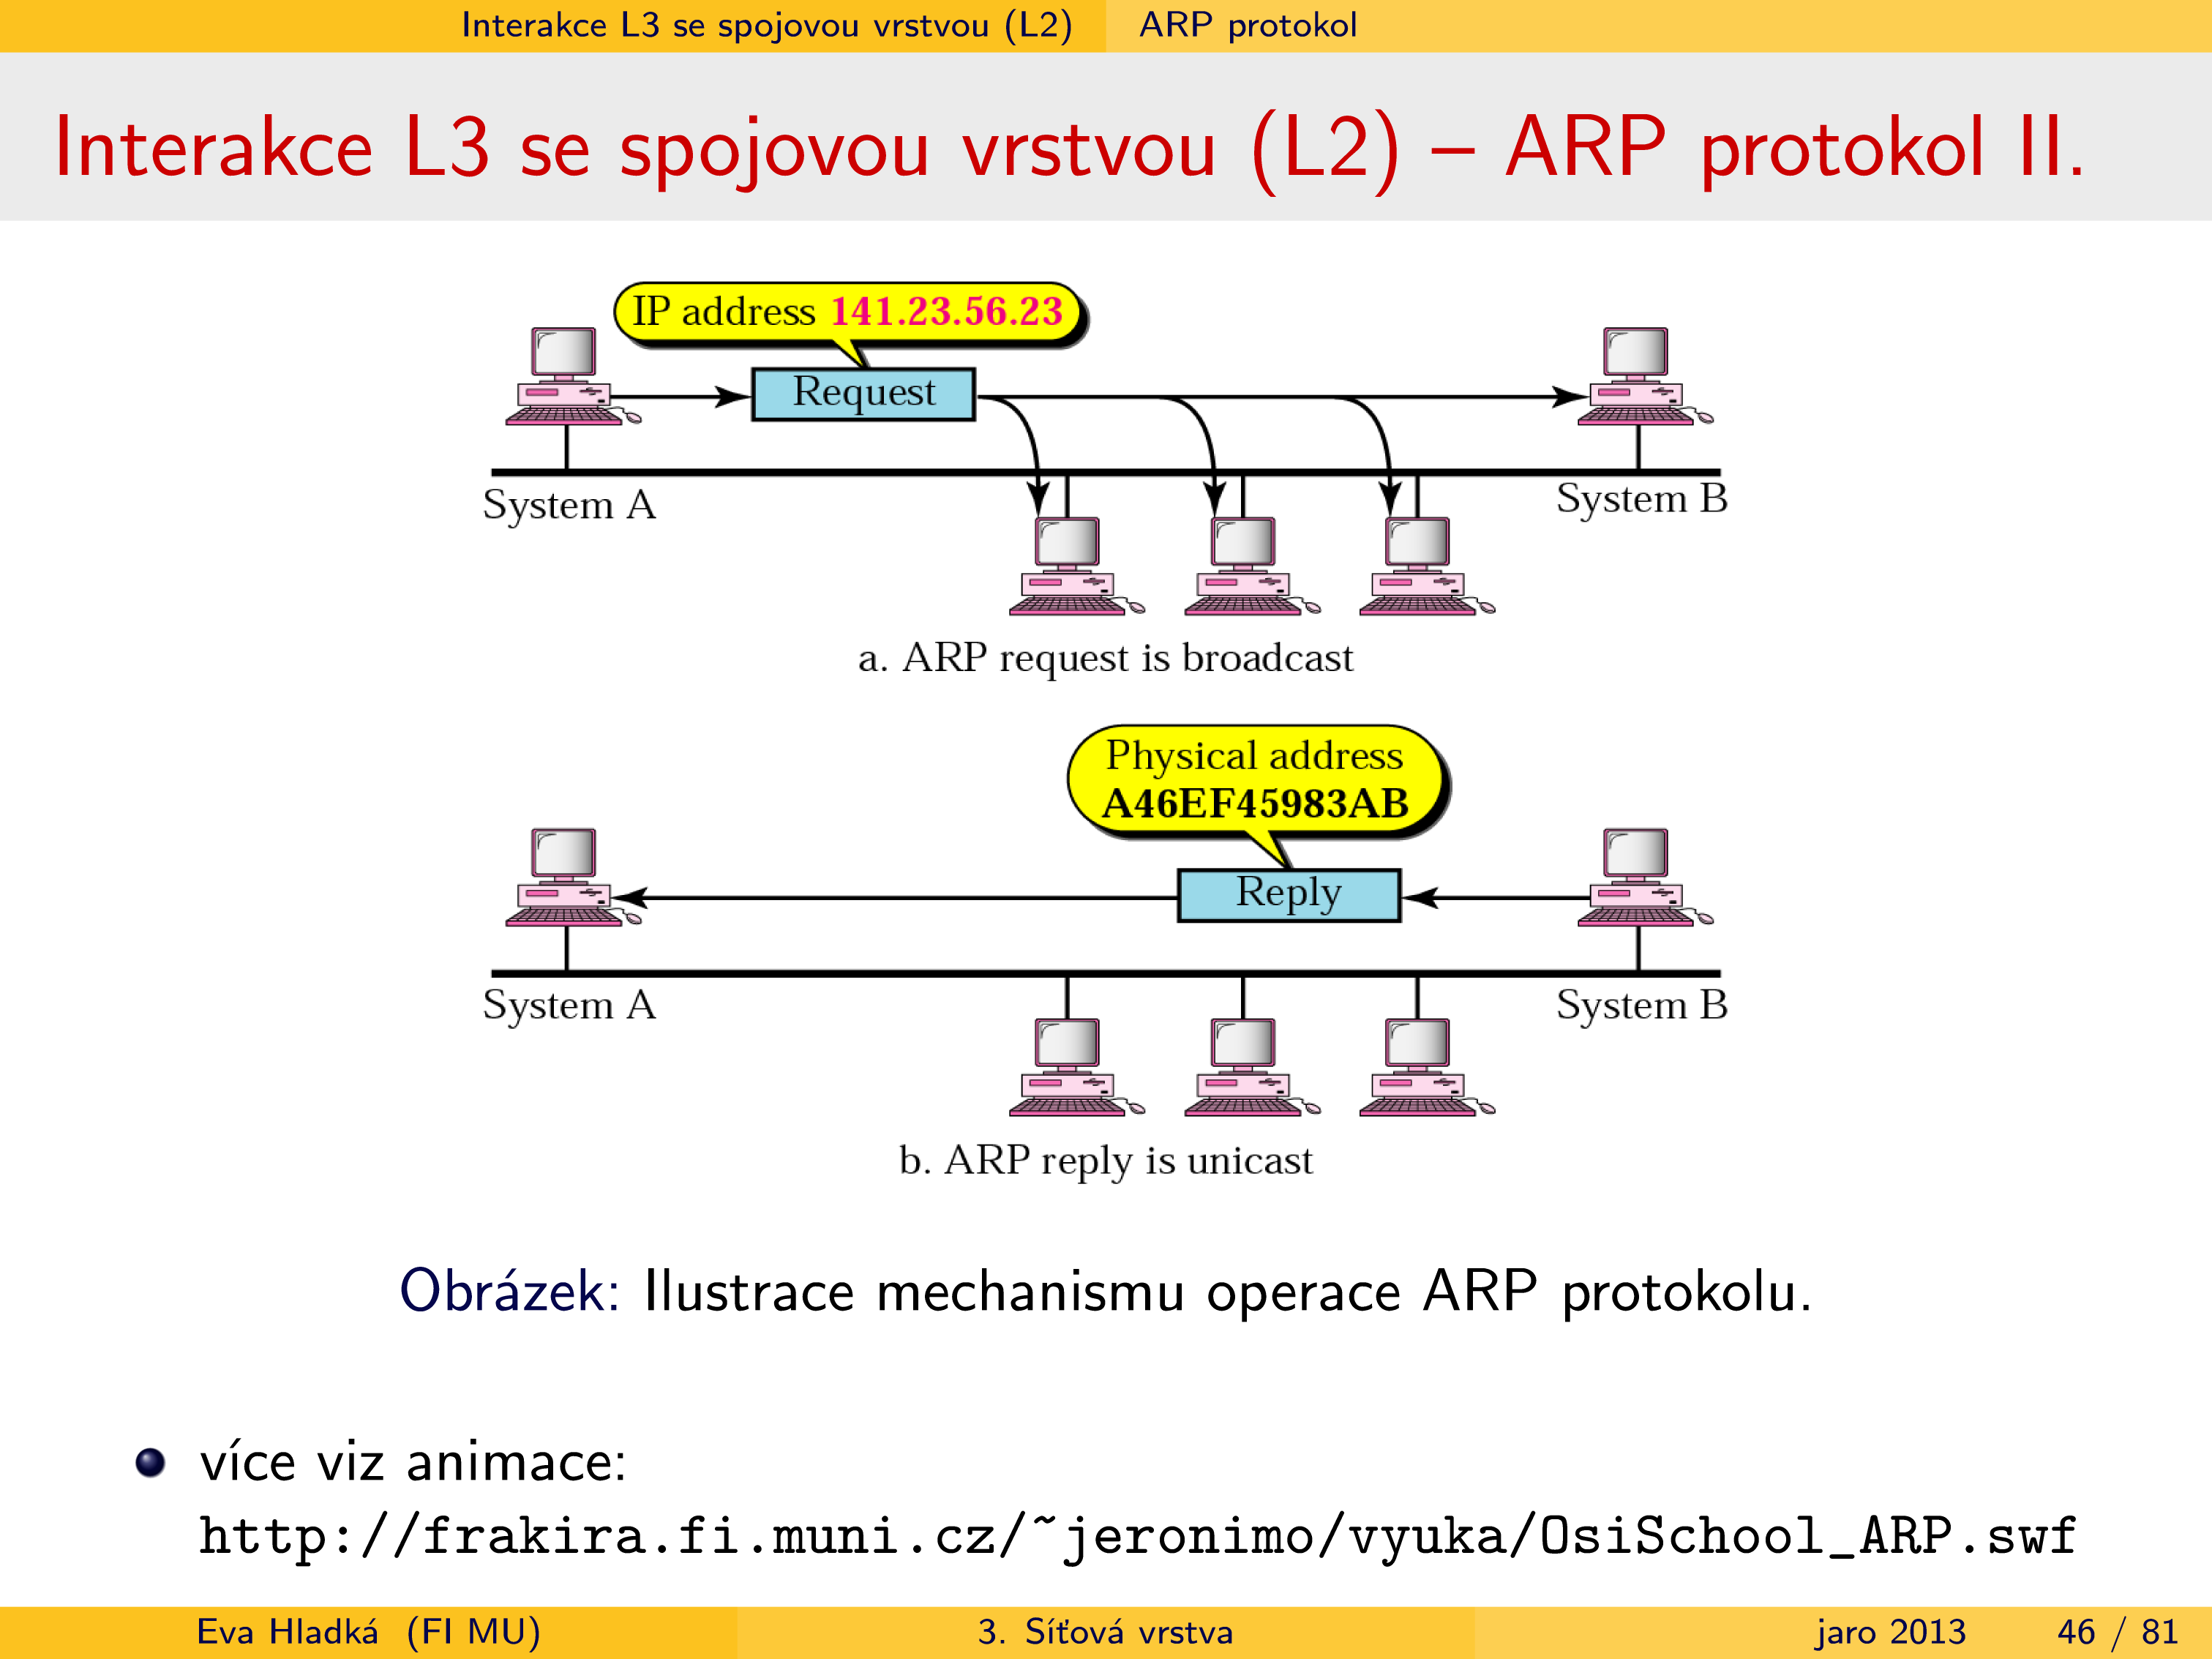 Interakce L3 se spojovou vrstvou (L2) ARP protokol
Interakce L3 se spojovou vrstvou (L2) – ARP protokol II.
IP address 141.23.56.23
Request
System A
System B
a. ARP request is broadcast
Physical address
A46EF45983AB
Reply
System A
System B
b. ARP reply is unicast
Obrázek: Ilustrace mechanismu operace ARP protokolu.
více viz animace:
http://frakira.fi.muni.cz/~jeronimo/vyuka/OsiSchool_ARP.swf
Eva Hladká (FI MU) 3. Síťová vrstva jaro 2013 46 / 81